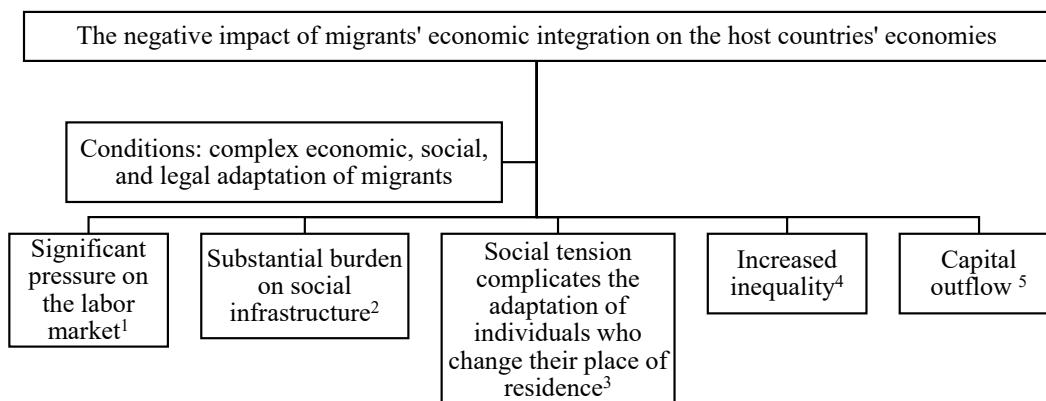 The negative impact of migrants' economic integration on the host countries' economies
Conditions: complex economic, social,
and legal adaptation of migrants
Significant
pressure on
the labor
market¹
Substantial burden
on social
infrastructure²
Social tension
complicates the
adaptation of
individuals who
change their place of
residence³
Increased
inequality⁴
Capital
outflow ⁵